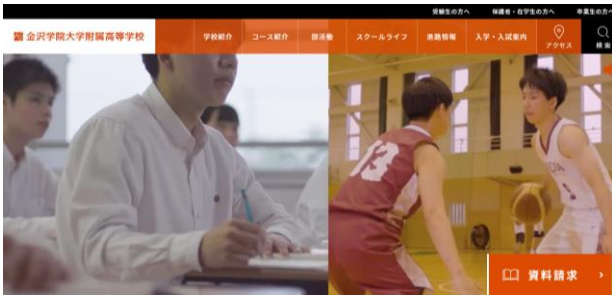 受験生の方へ 保護者・在学生の方へ 卒業生の方へ
金沢学院大学附属高等学校 学校紹介 コース紹介 部活動 スクールライフ 進路情報 入学・入試案内 アクセス 検索
13
資料請求